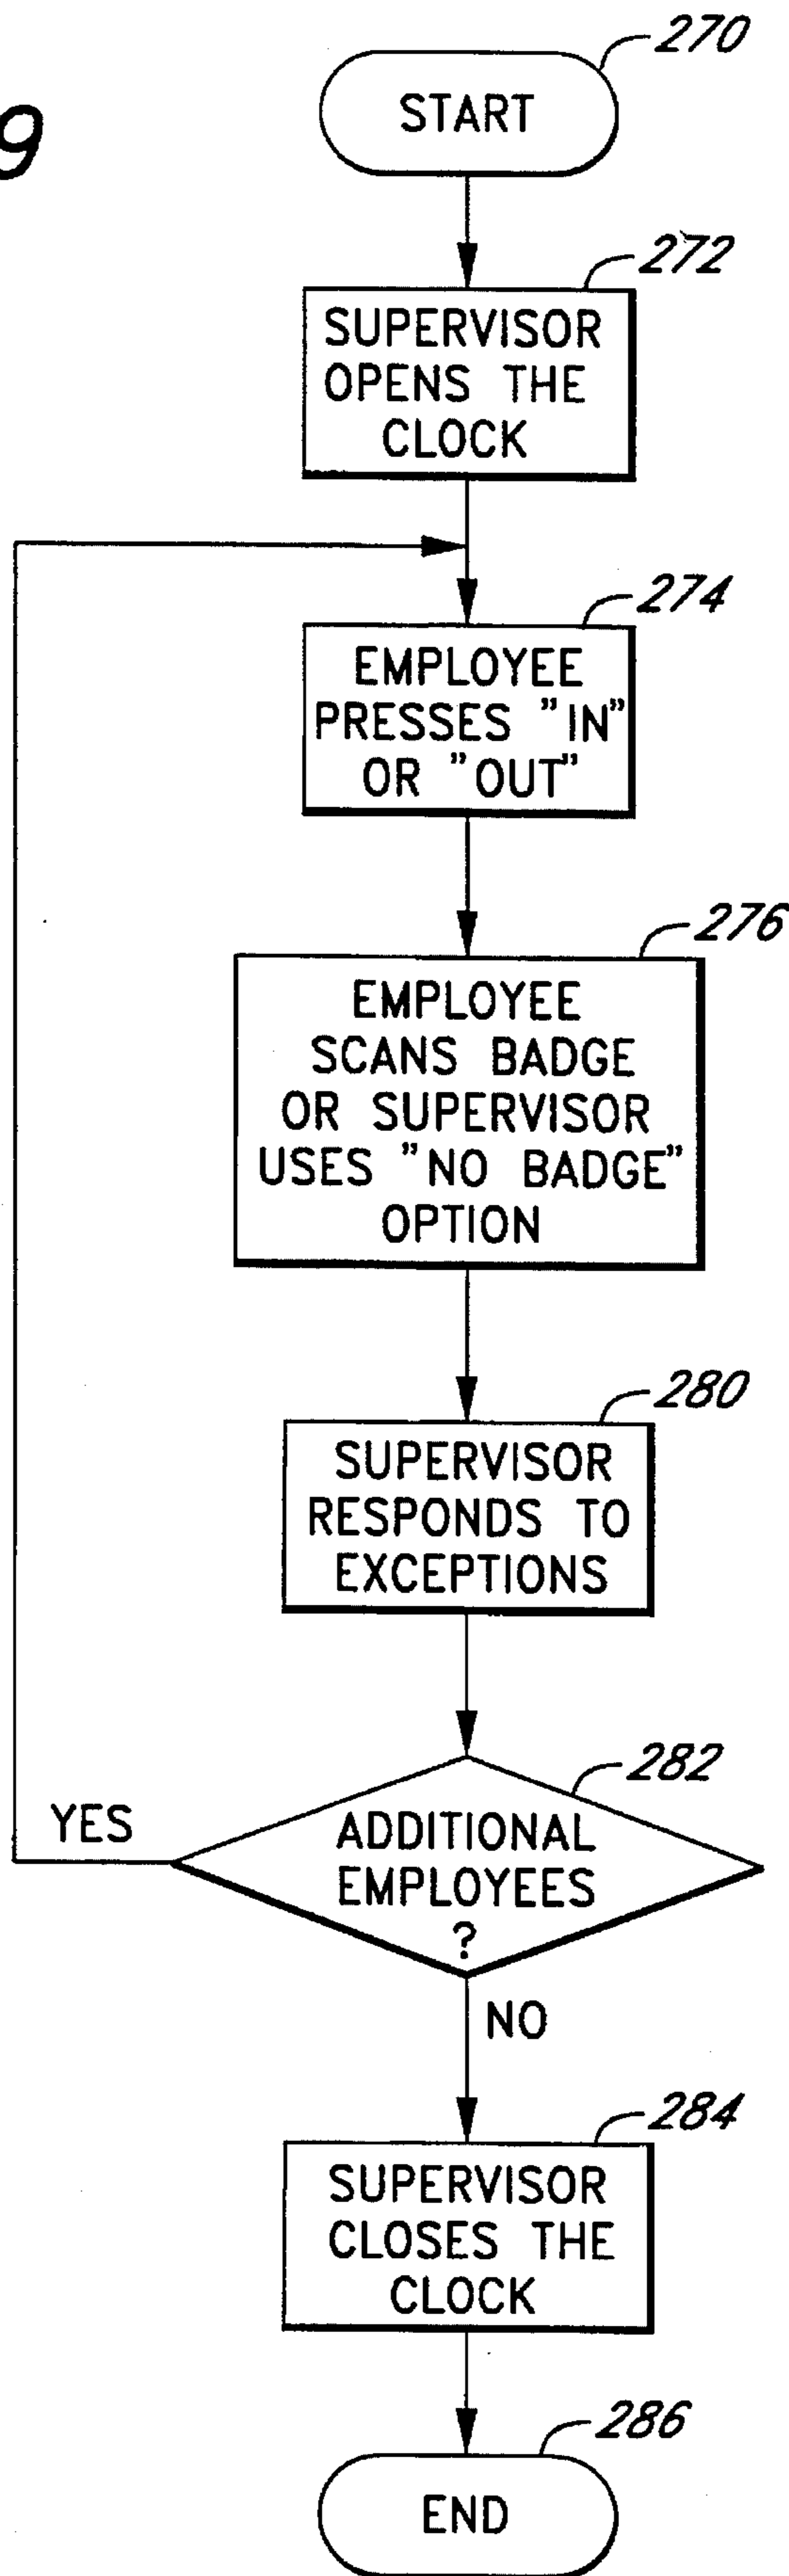 9
270
START
272
SUPERVISOR
OPENS THE
CLOCK
274
EMPLOYEE
PRESSES "IN"
OR "OUT"
276
EMPLOYEE
SCANS BADGE
OR SUPERVISOR
USES "NO BADGE"
OPTION
280
SUPERVISOR
RESPONDS TO
EXCEPTIONS
282
YES
ADDITIONAL
EMPLOYEES
?
NO
284
SUPERVISOR
CLOSES THE
CLOCK
286
END